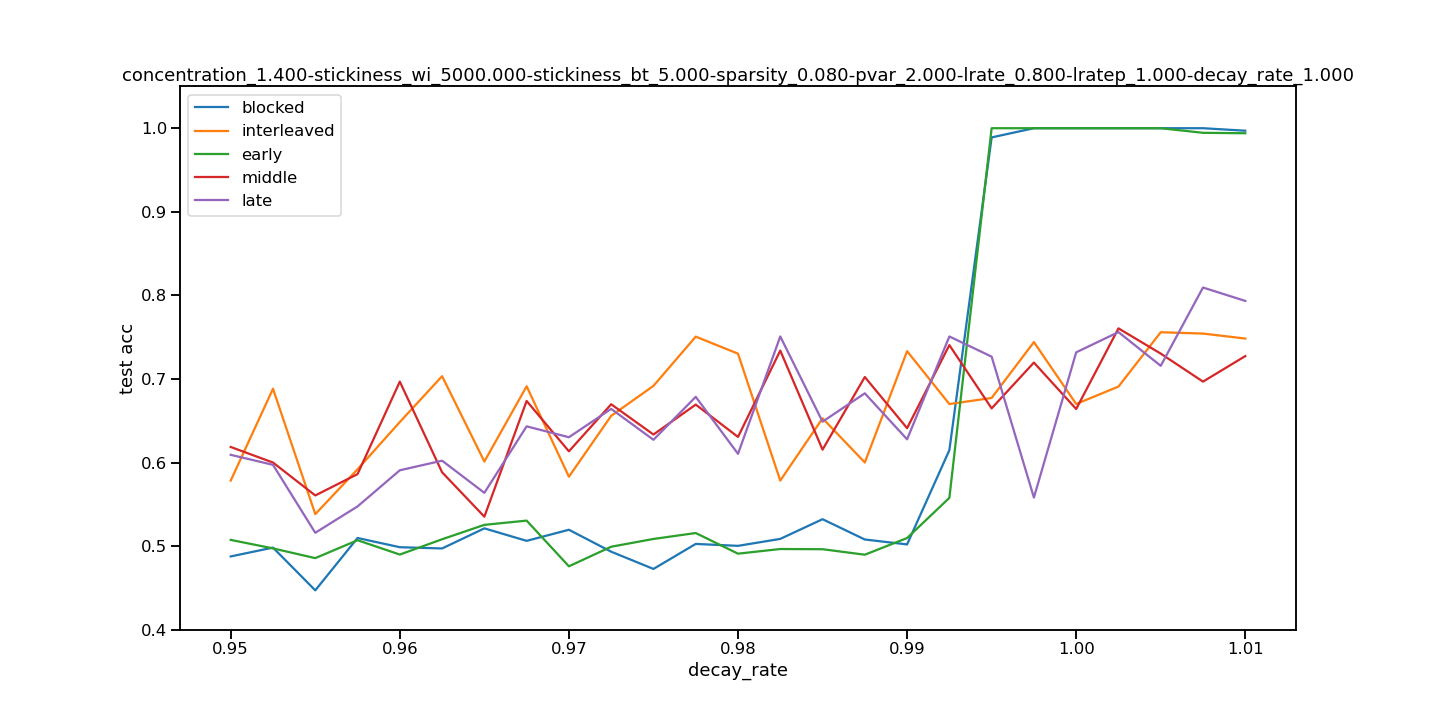 concentration_1.400-stickiness_wi_5000.000-stickiness_bt_5.000-sparsity_0.080-pvar_2.000-lrate_0.800-lratep_1.000-decay_rate_1.000
blocked
interleaved
early
middle
late
1.0
0.9
0.8
0.7
0.6
0.5
0.4
test acc
0.95 0.96 0.97 0.98 0.99 1.00 1.01
decay_rate